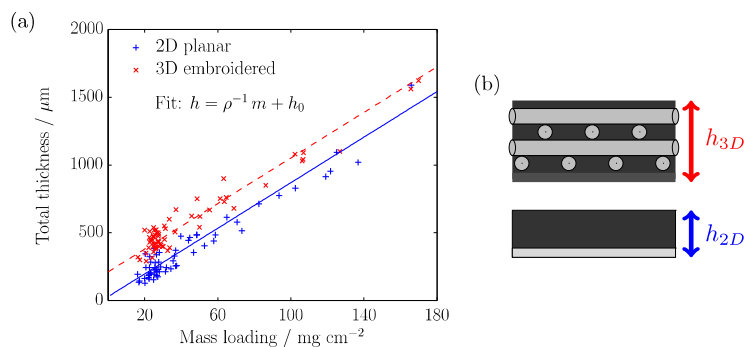 (a)
2000
1500
1000
500
0
20
60
100
140
180
Total thickness / μm
Mass loading / mg cm⁻²
2D planar
3D embroidered
Fit: h = ρ⁻¹ m + h₀
(b)
h₃D
h₂D